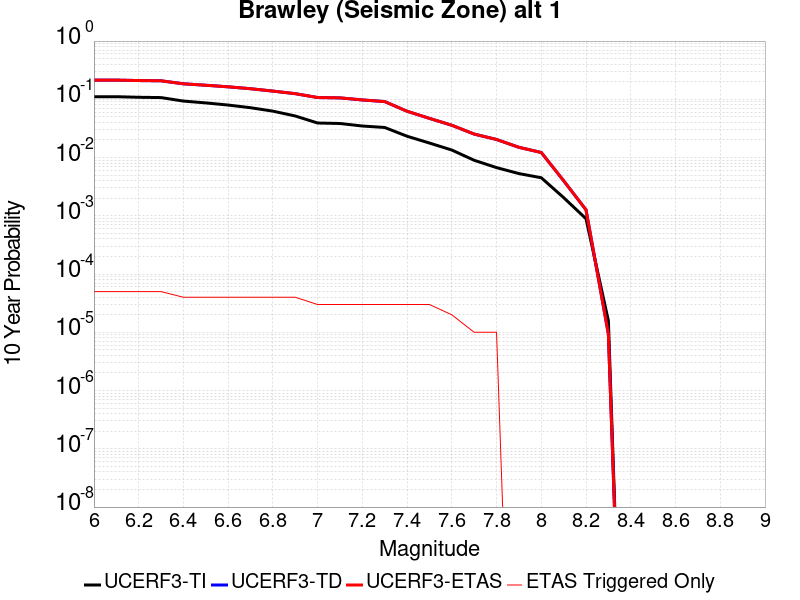 Brawley (Seismic Zone) alt 1
10 0
10 -1
10 -2
10 -3
10 -4
10 -5
10 -6
10 -7
10 -8
10 Year Probability
6 6.2 6.4 6.6 6.8 7 7.2 7.4 7.6 7.8 8 8.2 8.4 8.6 8.8 9
Magnitude
UCERF3-TI UCERF3-TD UCERF3-ETAS ETAS Triggered Only